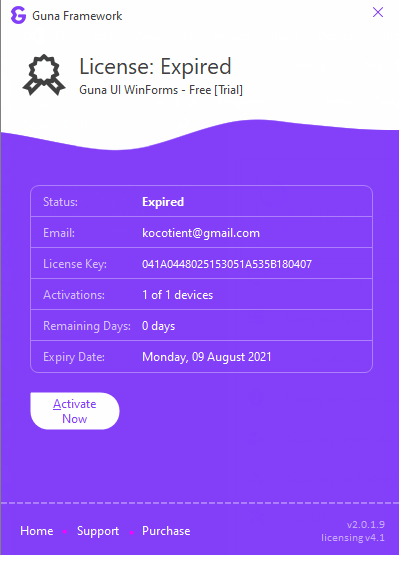 Guna Framework
License: Expired
Guna UI WinForms - Free [Trial]
Status: Expired
Email: kocotient@gmail.com
License Key: 041A0448025153051A535B180407
Activations: 1 of 1 devices
Remaining Days: 0 days
Expiry Date: Monday, 09 August 2021
Activate
Now
Home Support Purchase
v2.0.1.9
licensing v4.1